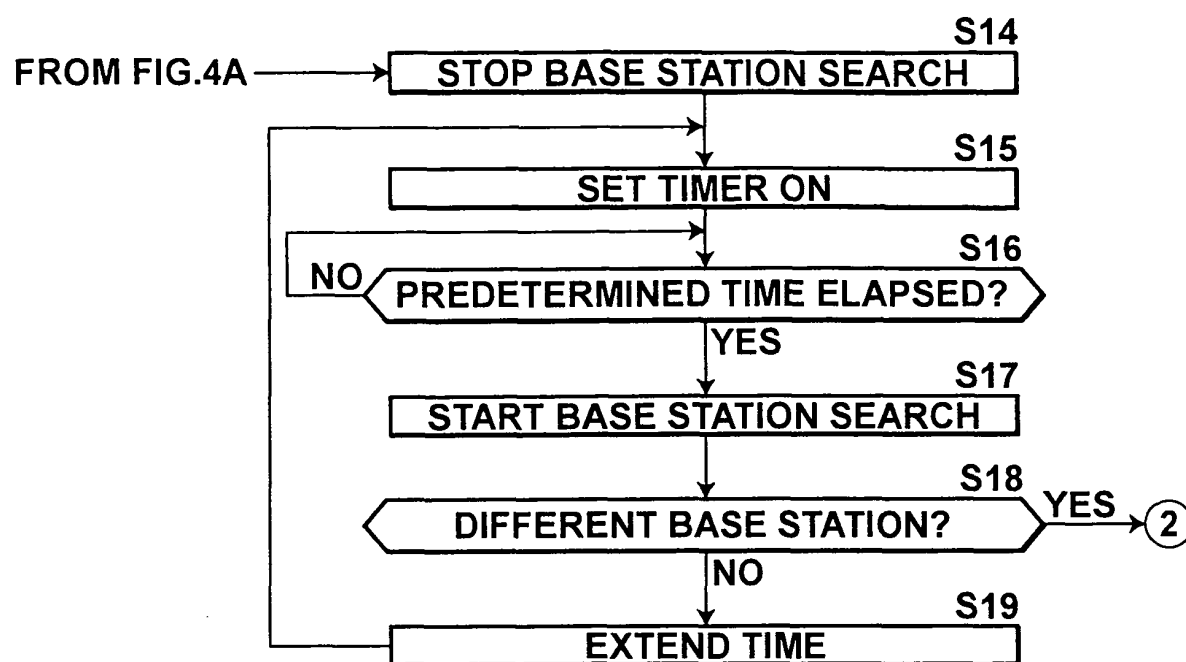 S14
FROM FIG.4A
STOP BASE STATION SEARCH
S15
SET TIMER ON
S16
NO
PREDETERMINED TIME ELAPSED?
YES
S17
START BASE STATION SEARCH
S18
DIFFERENT BASE STATION?
YES
2
NO
S19
EXTEND TIME